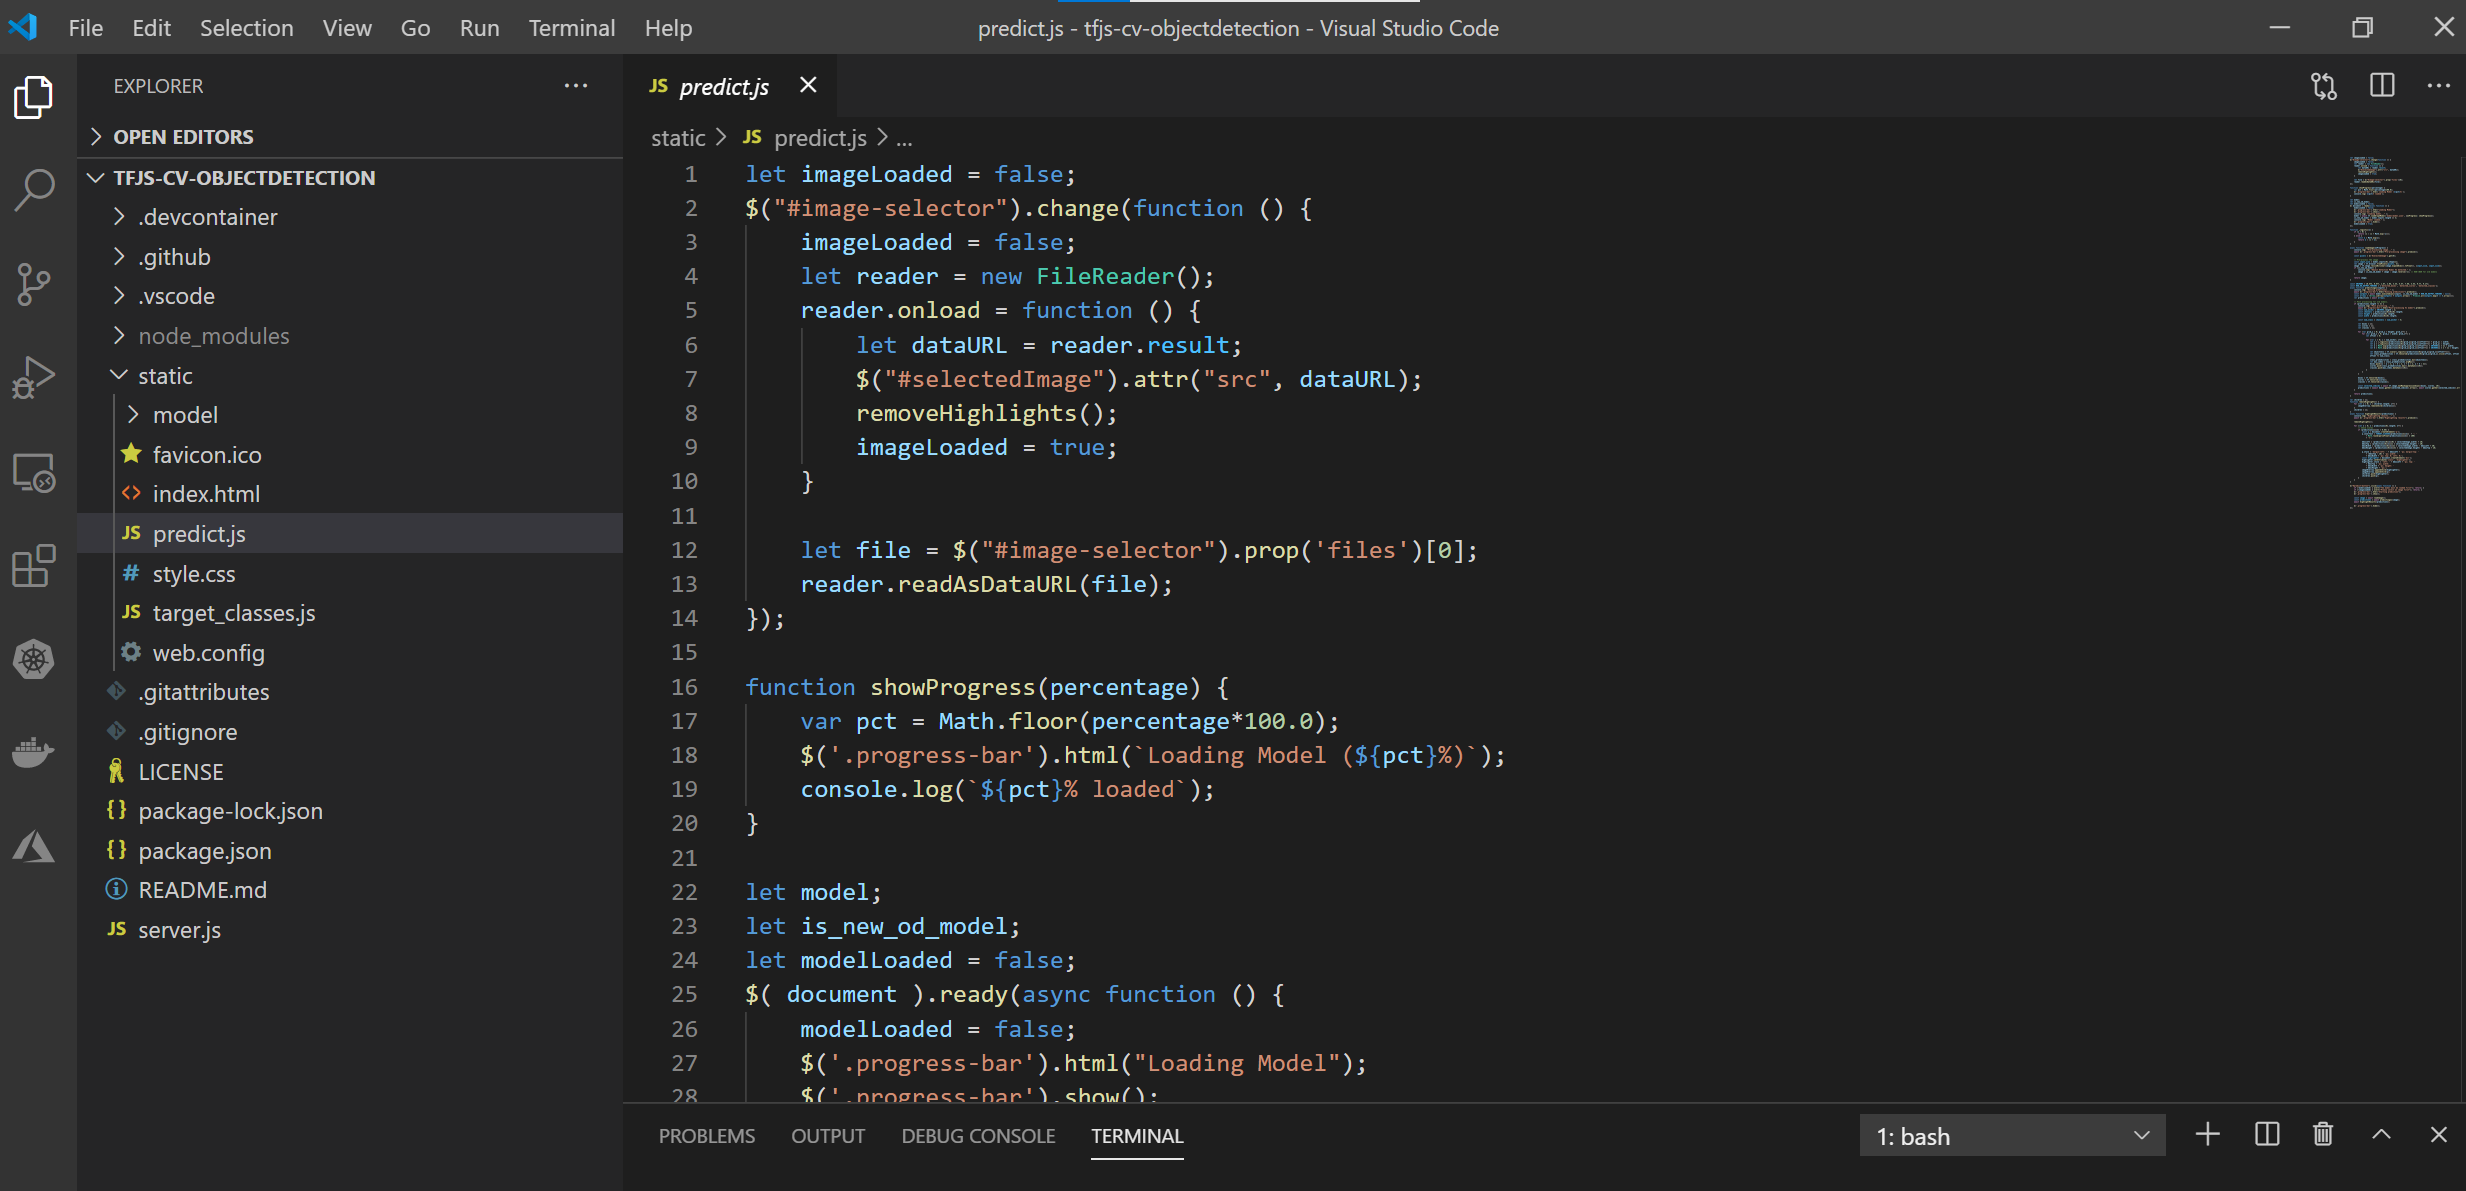 File Edit Selection View Go Run Terminal Help
predict.js - tfjs-cv-objectdetection - Visual Studio Code
EXPLORER
OPEN EDITORS
TFJS-CV-OBJECTDETECTION
.devcontainer
.github
.vscode
node_modules
static
model
favicon.ico
<> index.html
JS predict.js
# style.css
JS target_classes.js
web.config
.gitattributes
.gitignore
LICENSE
{} package-lock.json
{} package.json
README.md
JS server.js
JS predict.js
static > JS predict.js > ...
1 let imageLoaded = false;
2 $("#image-selector").change(function () {
3     imageLoaded = false;
4     let reader = new FileReader();
5     reader.onload = function () {
6         let dataURL = reader.result;
7         $("#selectedImage").attr("src", dataURL);
8         removeHighlights();
9         imageLoaded = true;
10     }
11
12     let file = $("#image-selector").prop('files')[0];
13     reader.readAsDataURL(file);
14 });
15
16 function showProgress(percentage) {
17     var pct = Math.floor(percentage*100.0);
18     $('.progress-bar').html(`Loading Model (${pct}%)`);
19     console.log(`${pct}% loaded`);
20 }
21
22 let model;
23 let is_new_od_model;
24 let modelLoaded = false;
25 $( document ).ready(async function () {
26     modelLoaded = false;
27     $('.progress-bar').html("Loading Model");
28     $('.progress-bar').show();
PROBLEMS OUTPUT DEBUG CONSOLE TERMINAL
1: bash